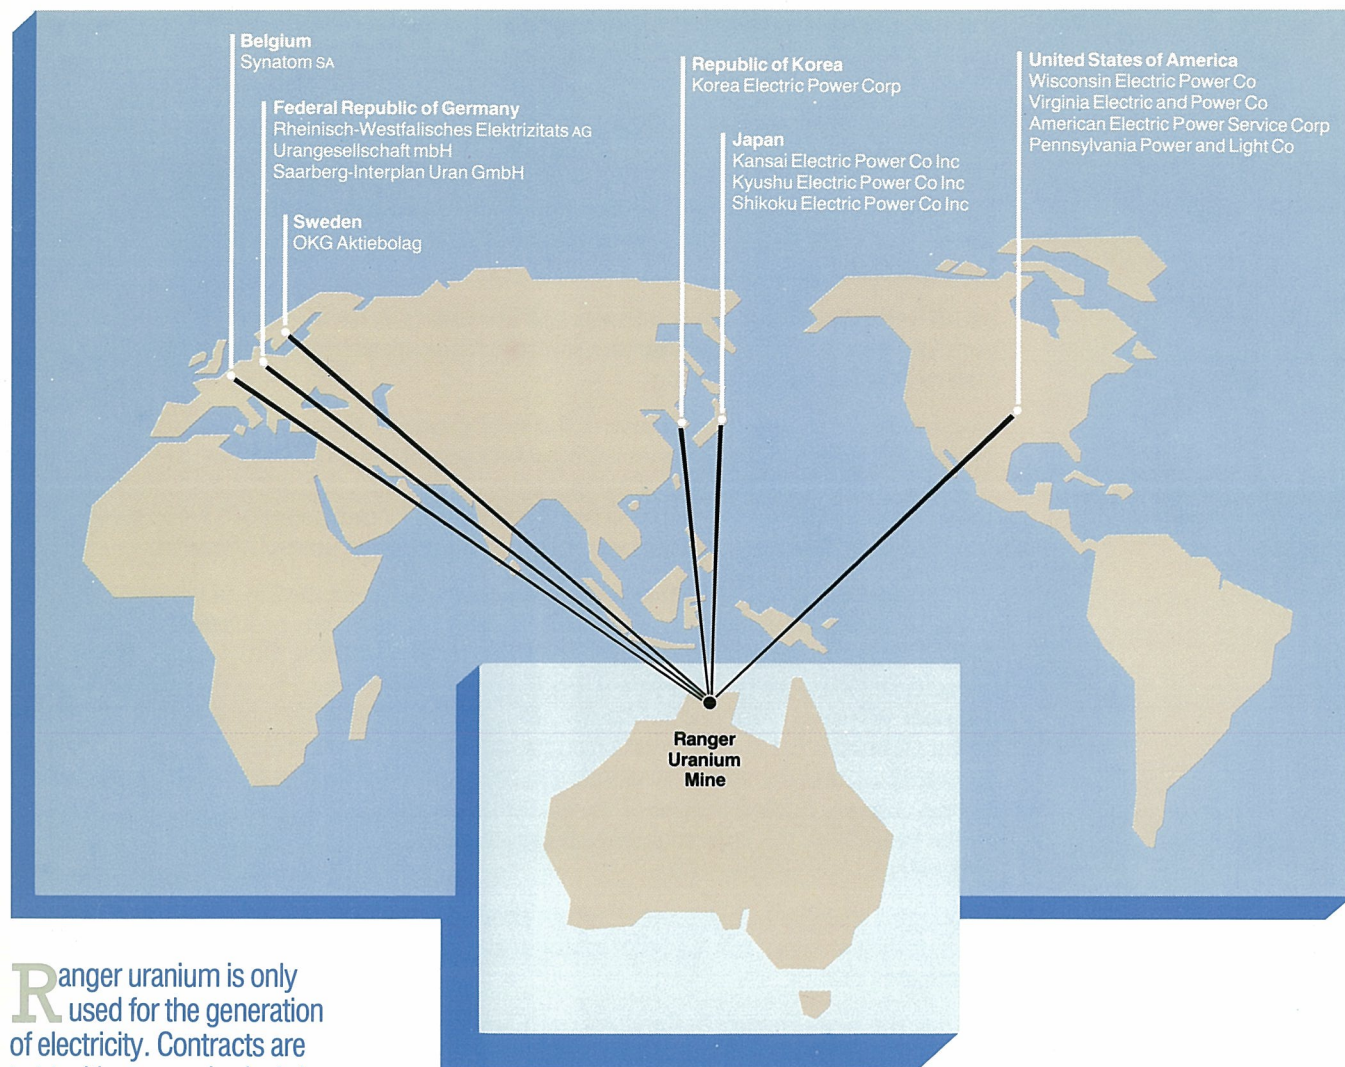 Belgium
Synatom SA
Federal Republic of Germany
Rheinisch-Westfalisches Elektrizitats AG
Urangesellschaft mbH
Saarberg-Interplan Uran GmbH
Sweden
OKG Aktiebolag
Republic of Korea
Korea Electric Power Corp
Japan
Kansai Electric Power Co Inc
Kyushu Electric Power Co Inc
Shikoku Electric Power Co Inc
United States of America
Wisconsin Electric Power Co
Virginia Electric and Power Co
American Electric Power Service Corp
Pennsylvania Power and Light Co
Ranger
Uranium
Mine
Ranger uranium is only
used for the generation
of electricity. Contracts are